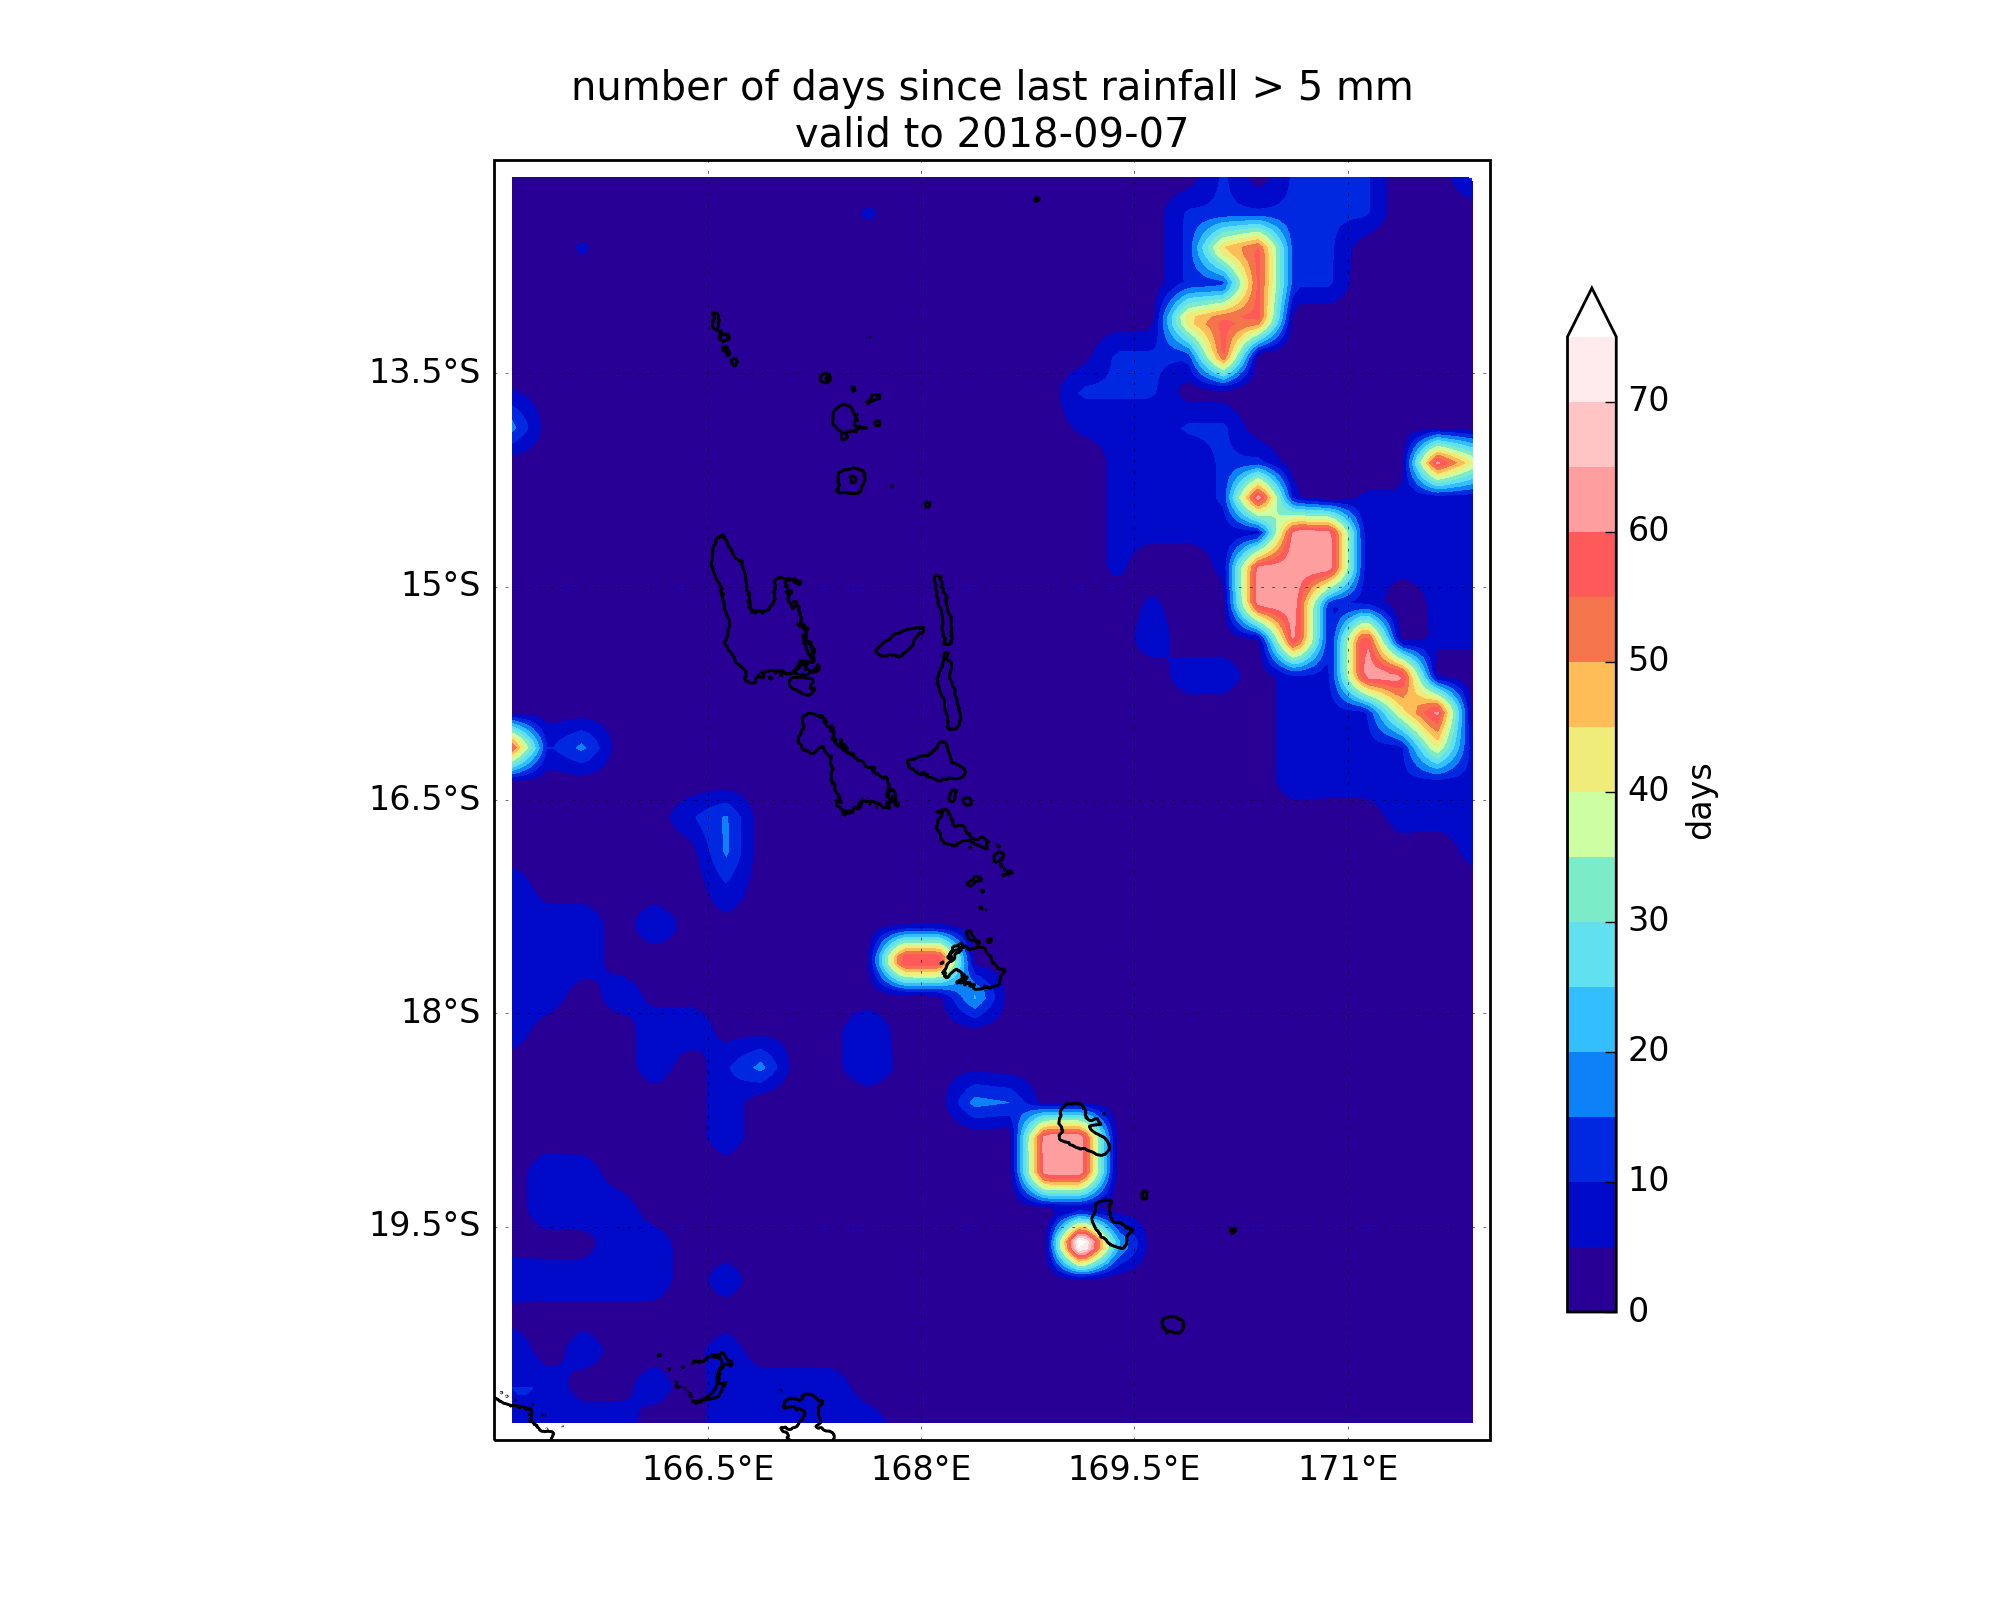 number of days since last rainfall > 5 mm
valid to 2018-09-07
13.5°S
15°S
16.5°S
18°S
19.5°S
166.5°E
168°E
169.5°E
171°E
70
60
50
40
30
20
10
0
days